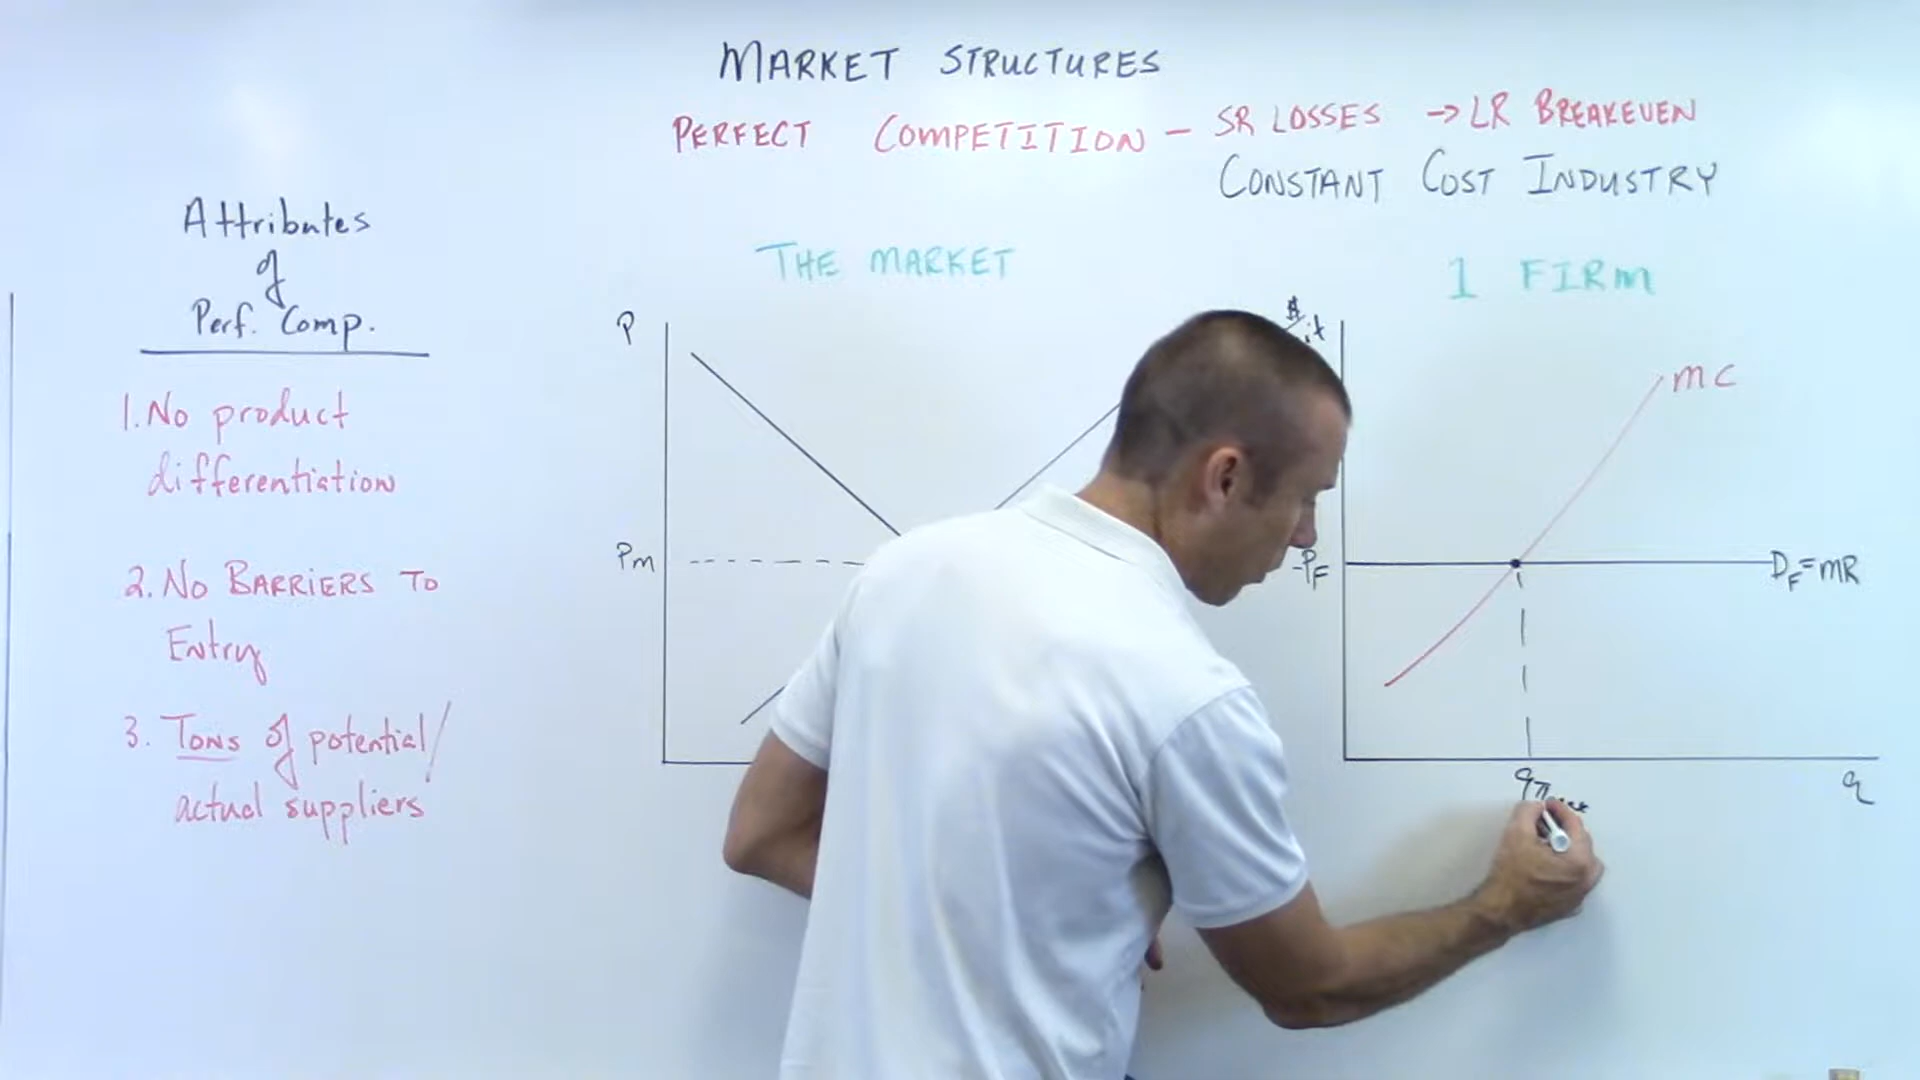 MARKET STRUCTURES
PERFECT COMPETITION - SR LOSSES → LR BREAKEVEN
CONSTANT COST INDUSTRY
Attributes
of
Perf. Comp.
1. No product
differentiation
2. No BARRIERS TO
Entry
3. Tons of potential/
actual suppliers
THE MARKET
P
Pm
1 FIRM
$
MC
PF
DF=MR
q